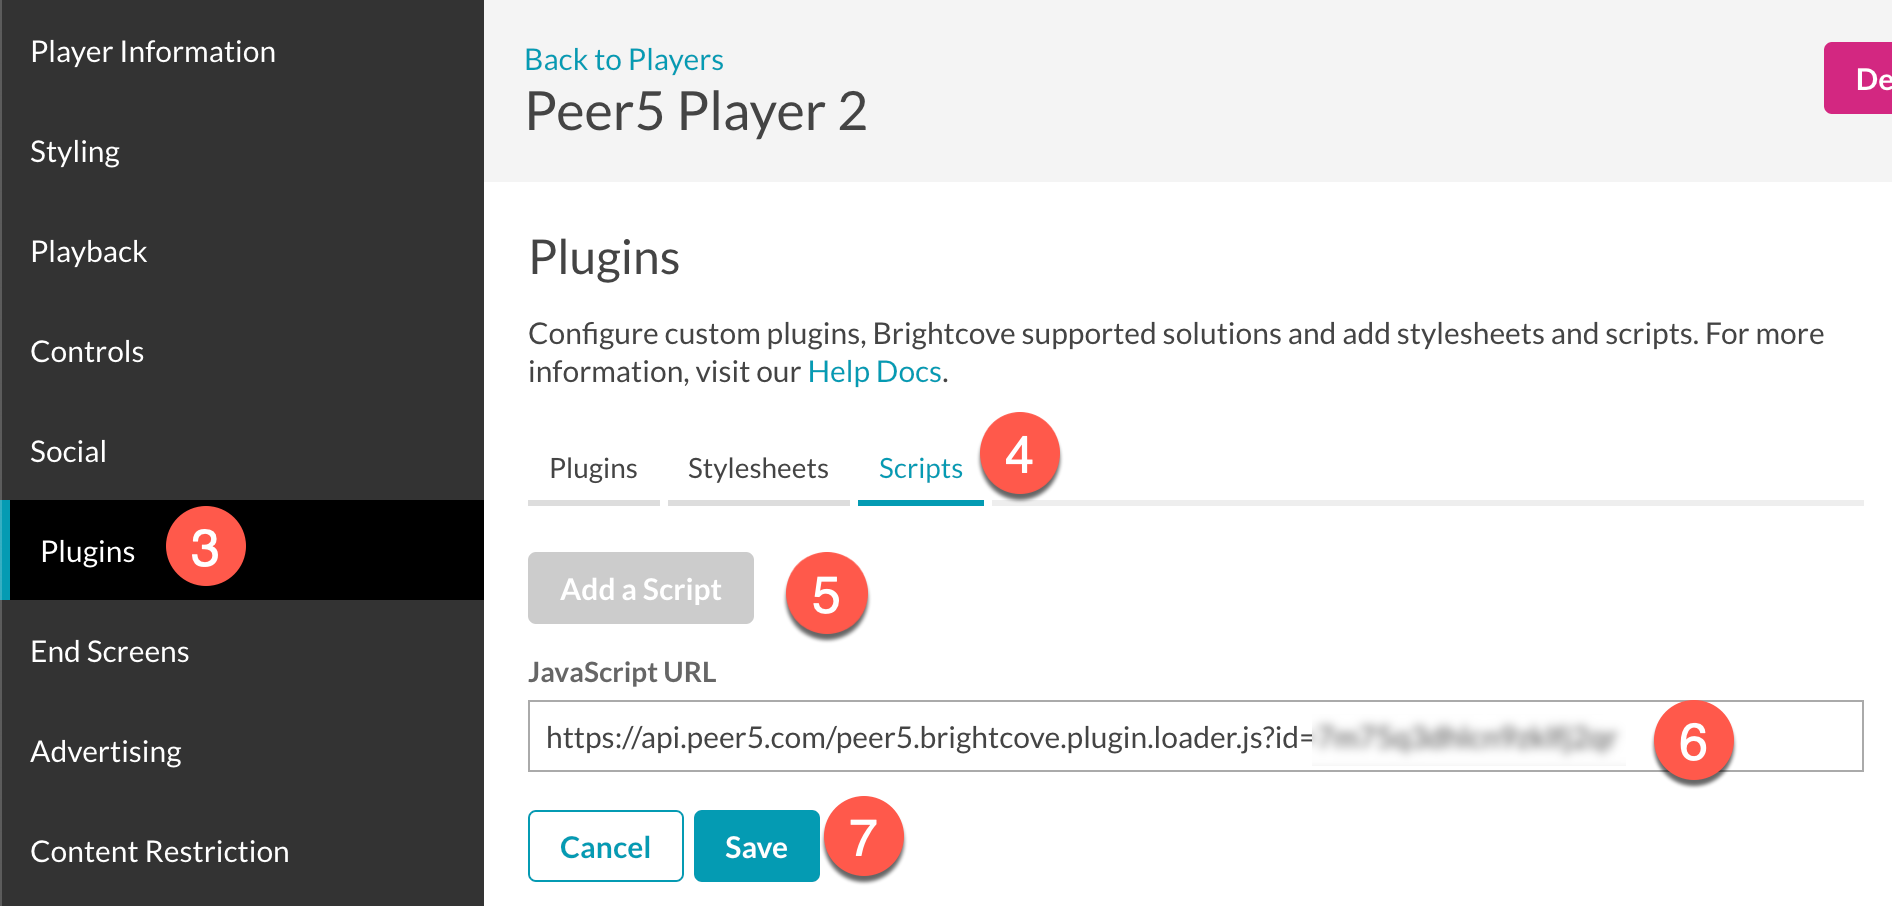 Player Information
Styling
Playback
Controls
Social
Plugins
3
End Screens
Advertising
Content Restriction
Back to Players
Peer5 Player 2
De
Plugins
Configure custom plugins, Brightcove supported solutions and add stylesheets and scripts. For more
information, visit our Help Docs.
Plugins Stylesheets Scripts 4
Add a Script 5
JavaScript URL
https://api.peer5.com/peer5.brightcove.plugin.loader.js?id= 6
Cancel Save 7